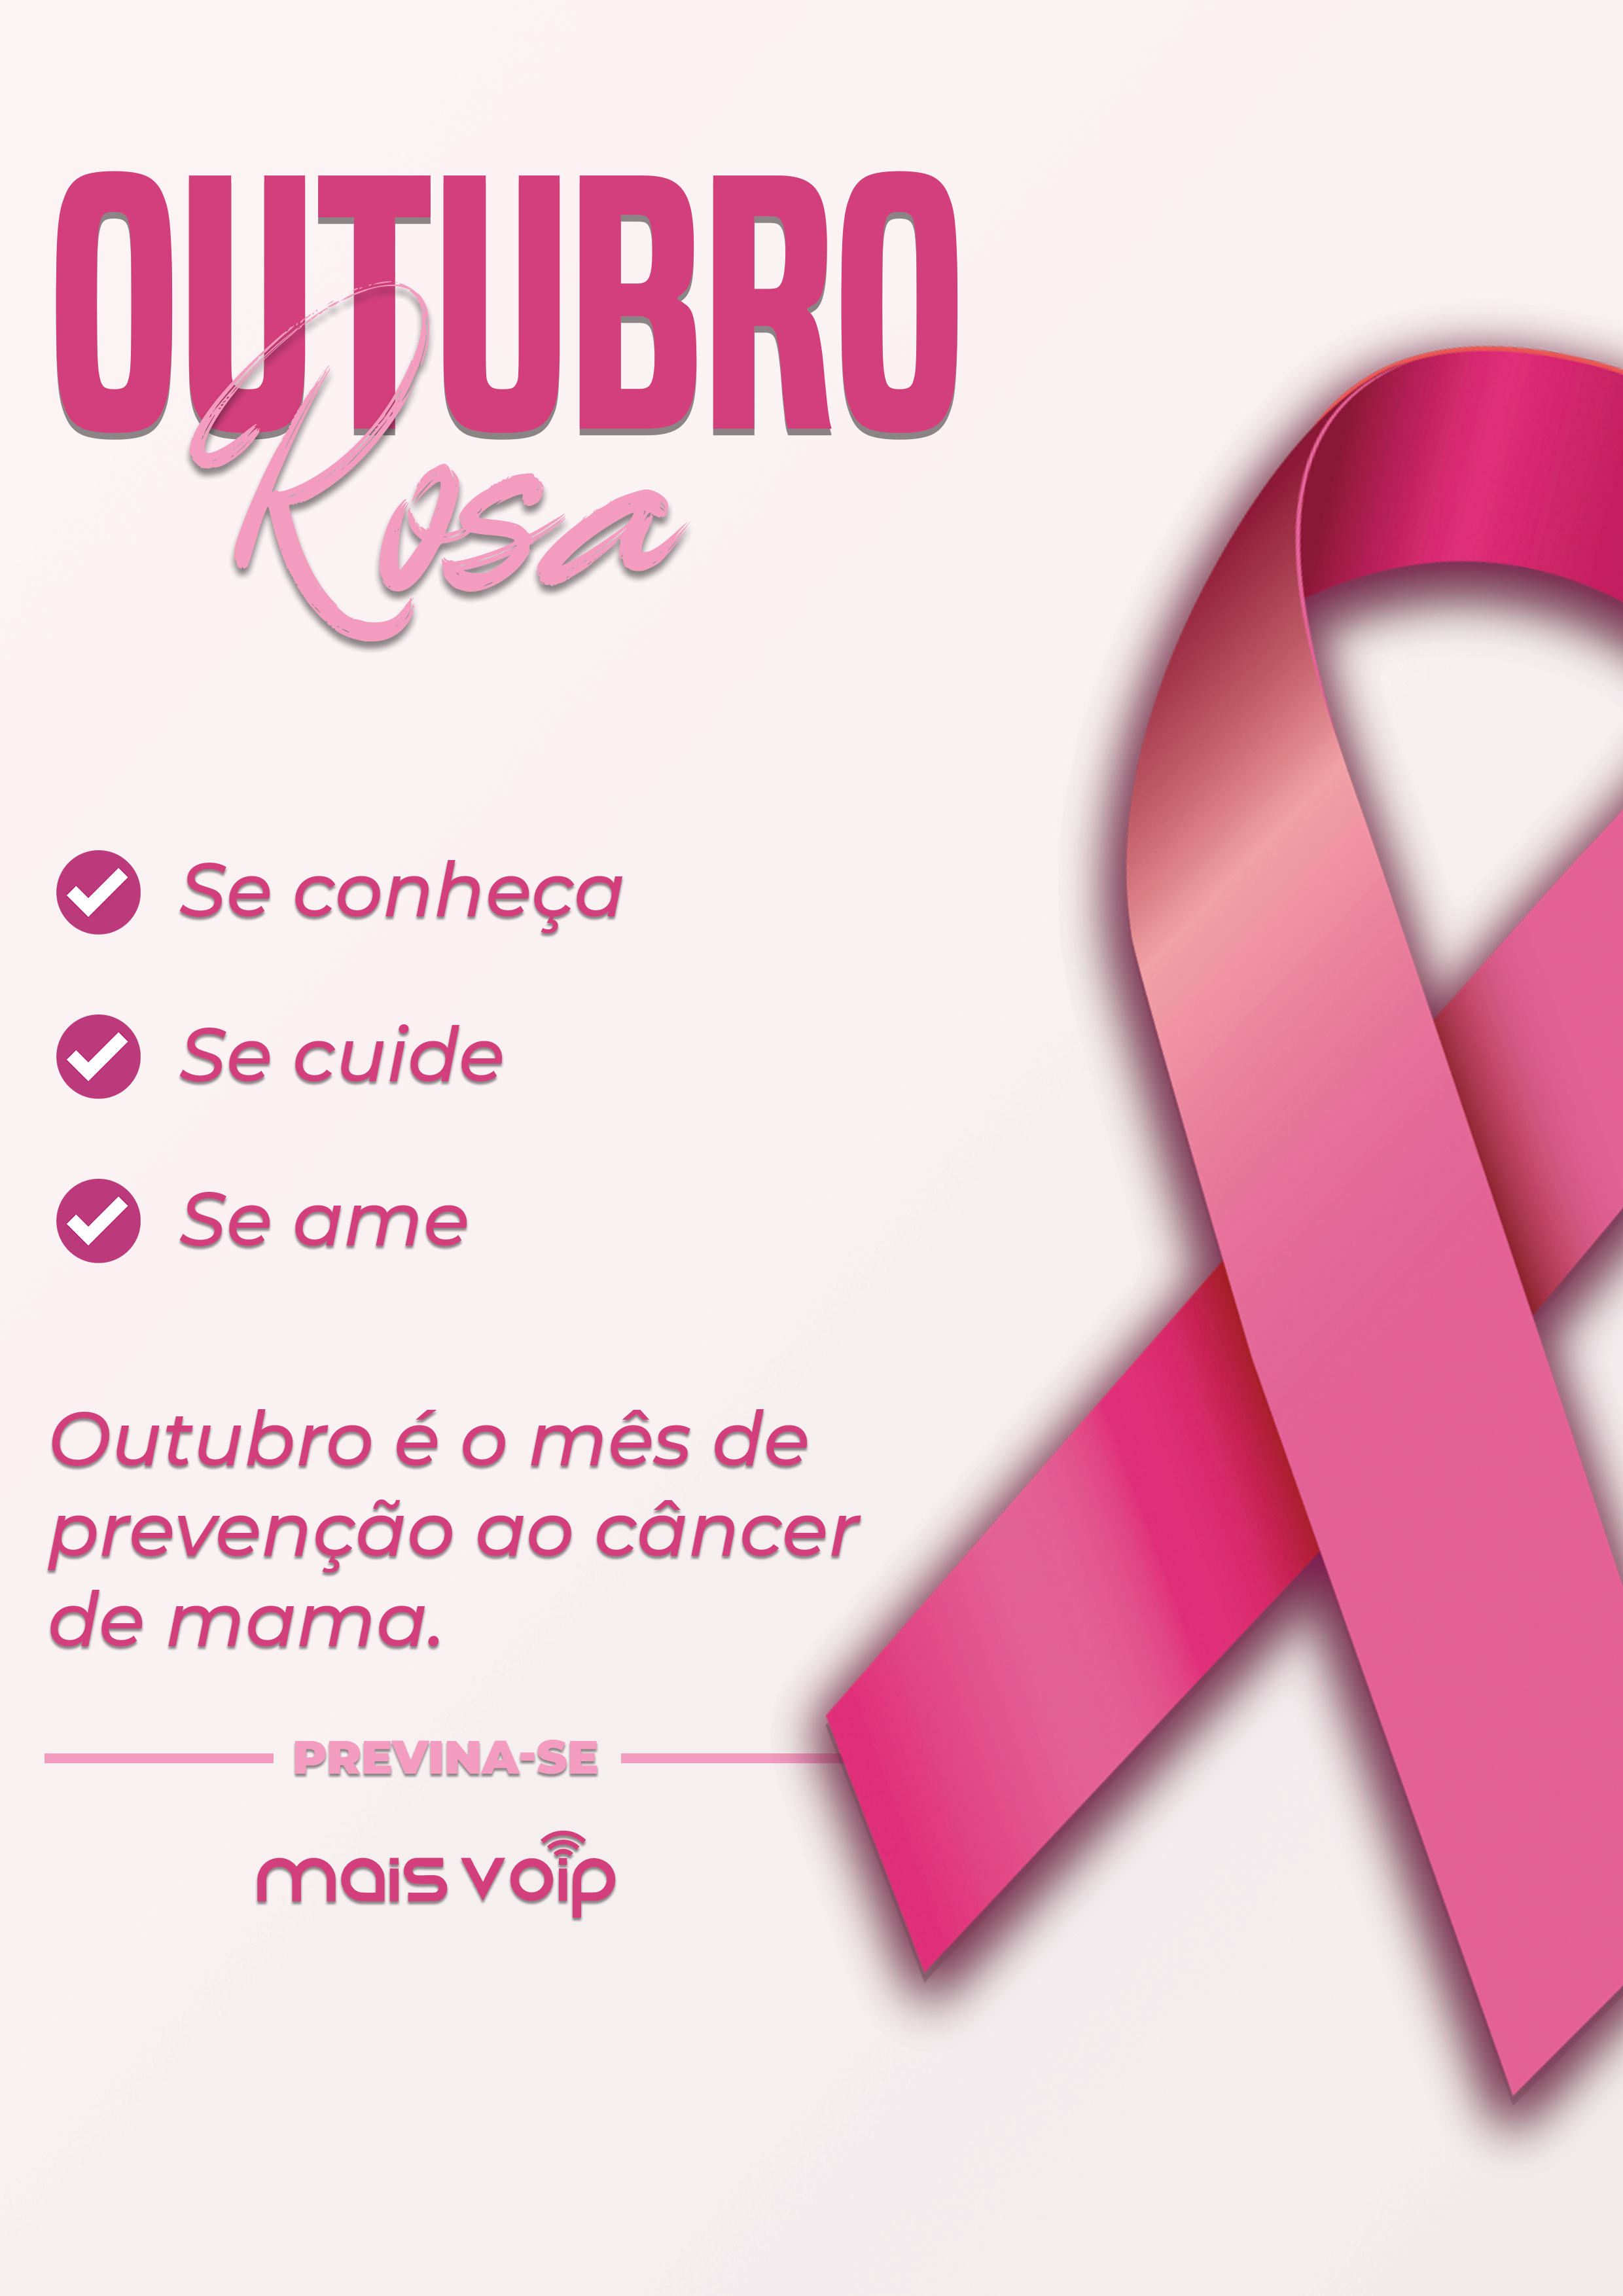 OUTUBRO
Rosa
Se conheça
Se cuide
Se ame
Outubro é o mês de
prevenção ao câncer
de mama.
PREVINA-SE
mais voip